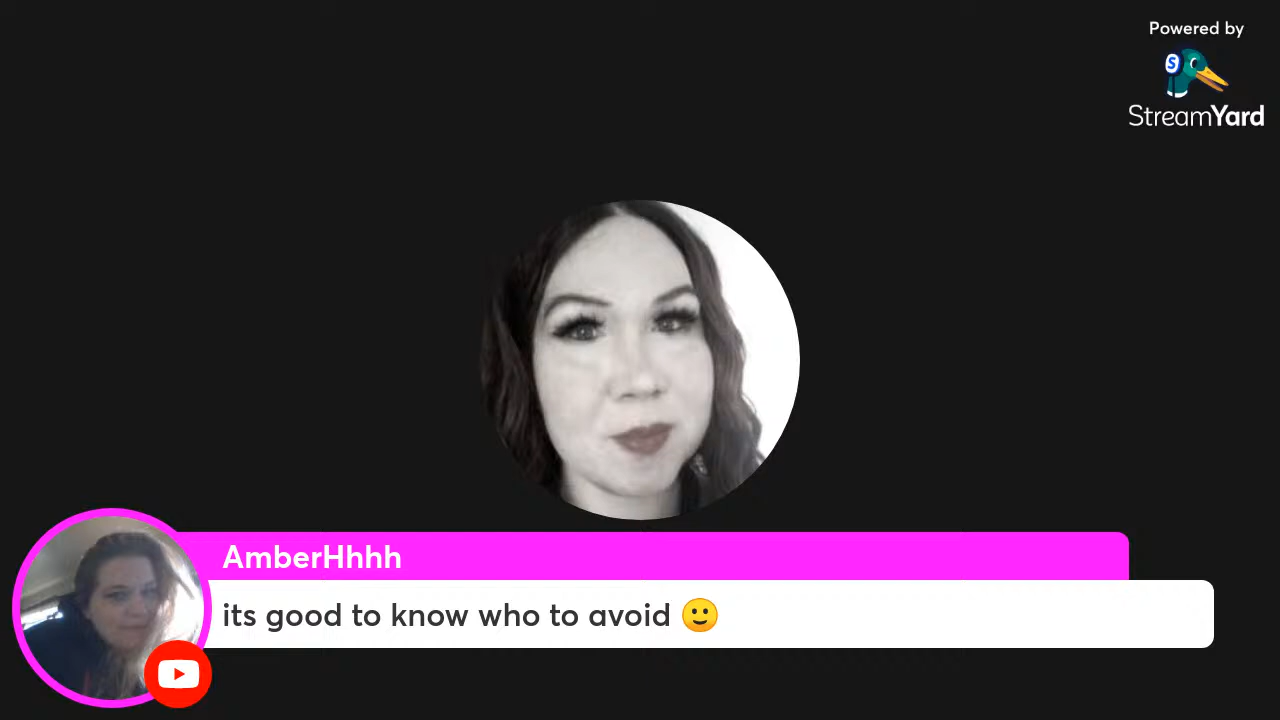 Powered by
S
StreamYard
AmberHhhh
its good to know who to avoid 🙂